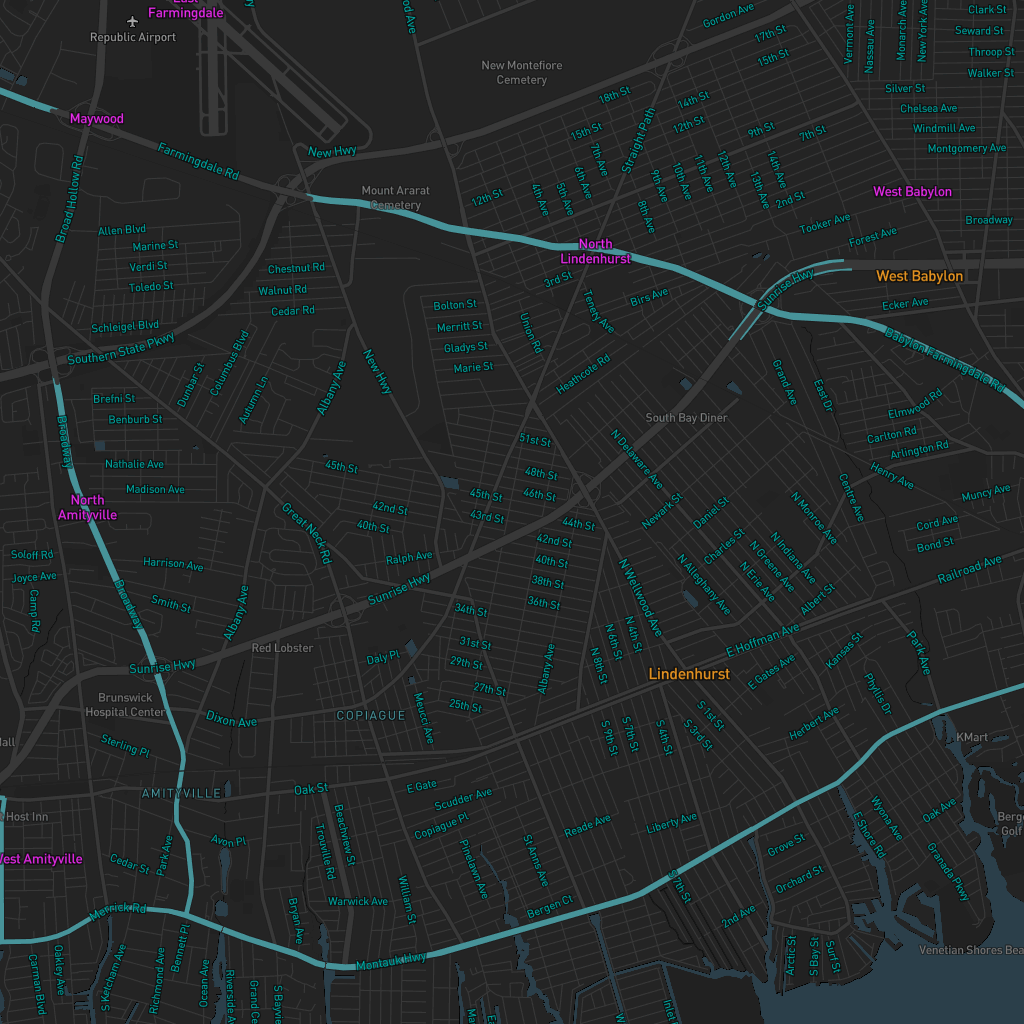 East
Farmingdale
Republic Airport
Gordon Ave
17th St
15th St
Vermont Ave
Nassau Ave
Monarch Ave
New York Ave
Clark St
Seward St
Throop St
Walker St
New Montefiore
Cemetery
Silver St
Chelsea Ave
Windmill Ave
Montgomery Ave
Maywood
Farmingdale Rd
New Hwy
18th St
14th St
12th St
15th St
9th St
7th St
Straight Path
7th Ave
6th Ave
5th Ave
4th Ave
12th St
9th Ave
10th Ave
11th Ave
12th Ave
14th Ave
13th Ave
8th Ave
2nd St
Mount Ararat
Cemetery
West Babylon
Broad Hollow Rd
Allen Blvd
Marine St
Verdi St
Toledo St
Schleigel Blvd
Southern State Pkwy
Chestnut Rd
Walnut Rd
Cedar Rd
North
Lindenhurst
3rd St
Tooker Ave
Forest Ave
Broadway
West Babylon
Sunrise Hwy
Ecker Ave
Babylon Farmingdale Rd
Bolton St
Merritt St
Gladys St
Marie St
Union Rd
Tenety Ave
Birs Ave
Heathcote Rd
New Hwy
Albany Ave
Dunbar St
Columbus Blvd
Autumn Ln
Brefni St
Benburb St
Broadway
Nathalie Ave
Madison Ave
North
Amityville
South Bay Diner
Grand Ave
East Dr
Elmwood Rd
Carlton Rd
Arlington Rd
Henry Ave
Centre Ave
Muncy Ave
Cord Ave
Bond St
51st St
48th St
46th St
45th St
43rd St
44th St
42nd St
40th St
38th St
36th St
45th St
42nd St
40th St
Great Neck Rd
Ralph Ave
Sunrise Hwy
N Delaware Ave
Newark St
Daniel St
Charles St
N Monroe Ave
N Indiana Ave
N Greene Ave
N Erie Ave
N Alleghany Ave
Albert St
Railroad Ave
Soloff Rd
Joyce Ave
Camp Rd
Harrison Ave
Smith St
Broadway
Albany Ave
Sunrise Hwy
Red Lobster
Daly Pl
34th St
31st St
29th St
27th St
25th St
Albany Ave
N Wellwood Ave
N 4th St
N 6th St
N 8th St
E Hoffman Ave
E Gates Ave
Kansas St
Park Ave
Lindenhurst
Phyllis Dr
Herbert Ave
Brunswick
Hospital Center
Dixon Ave
COPIAGUE
Meucci Ave
S 1st St
S 3rd St
S 4th St
S 7th St
S 9th St
Mall
Sterling Pl
KMart
AMITYVILLE
Oak St
E Gate
Scudder Ave
Copiague Pl
Reade Ave
Liberty Ave
Host Inn
Avon Pl
Park Ave
Trouville Rd
Beachview St
Pinelawn Ave
St Anns Ave
Grove St
E Shore Rd
Wyona Ave
Oak Ave
Granada Pkwy
West Amityville
Cedar St
Orchard St
Merrick Rd
Warwick Ave
William St
Bryan Ave
Bergen Ct
2nd Ave
Venetian Shores
Montauk Hwy
Oakley Ave
Carman Blvd
S Ketcham Ave
Richmond Ave
Bennett Pl
Ocean Ave
Riverside Ave
Arctic St
S Bay St
Surf St